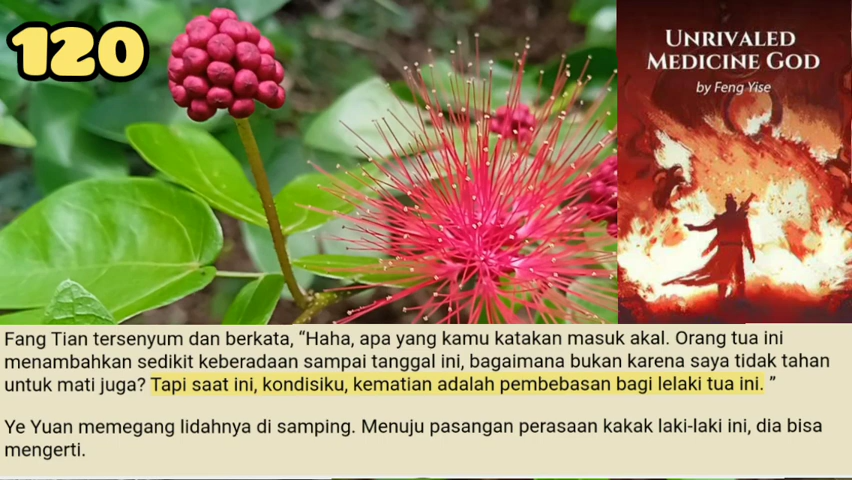 120
UNRIVALED
MEDICINE GOD
by Feng Yise
Fang Tian tersenyum dan berkata, “Haha, apa yang kamu katakan masuk akal. Orang tua ini
menambahkan sedikit keberadaan sampai tanggal ini, bagaimana bukan karena saya tidak tahan
untuk mati juga? Tapi saat ini, kondisiku, kematian adalah pembebasan bagi lelaki tua ini. ”
Ye Yuan memegang lidahnya di samping. Menuju pasangan perasaan kakak laki-laki ini, dia bisa
mengerti.